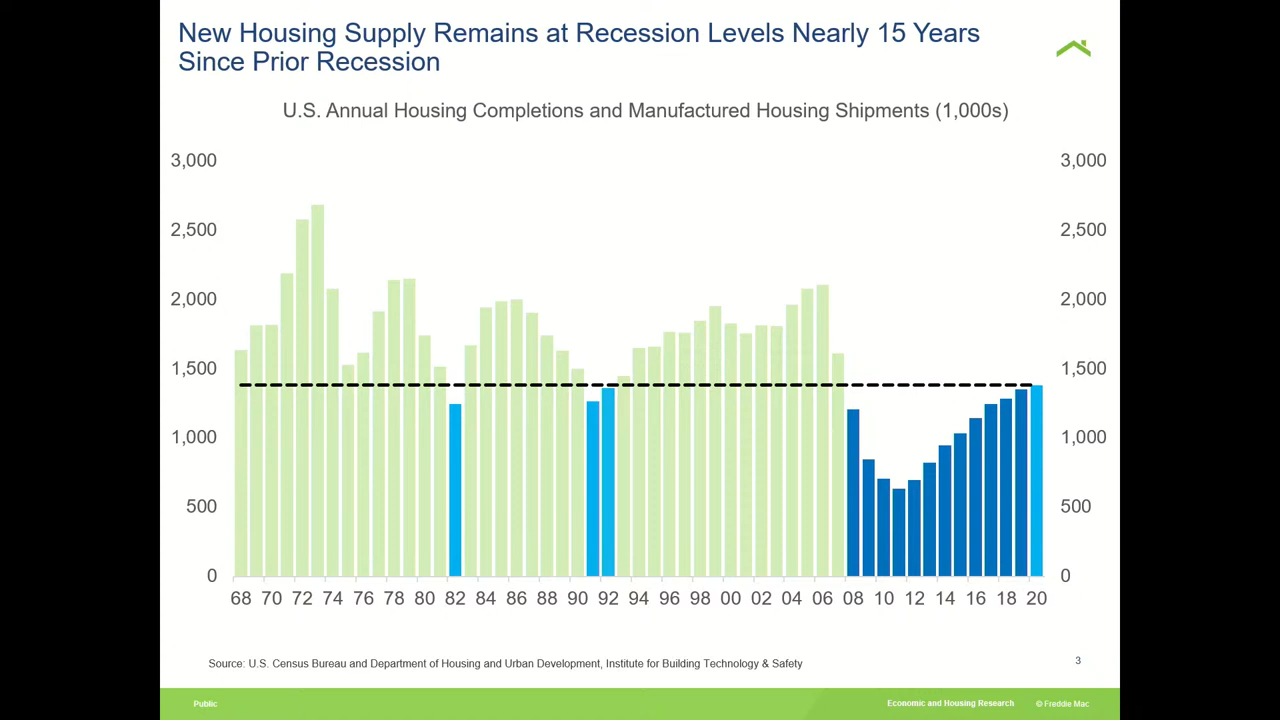 New Housing Supply Remains at Recession Levels Nearly 15 Years
Since Prior Recession
U.S. Annual Housing Completions and Manufactured Housing Shipments (1,000s)
3,000 3,000
2,500 2,500
2,000 2,000
1,500 1,500
1,000 1,000
500 500
0 0
68 70 72 74 76 78 80 82 84 86 88 90 92 94 96 98 00 02 04 06 08 10 12 14 16 18 20
Source: U.S. Census Bureau and Department of Housing and Urban Development, Institute for Building Technology & Safety
3
Public Economic and Housing Research © Freddie Mac